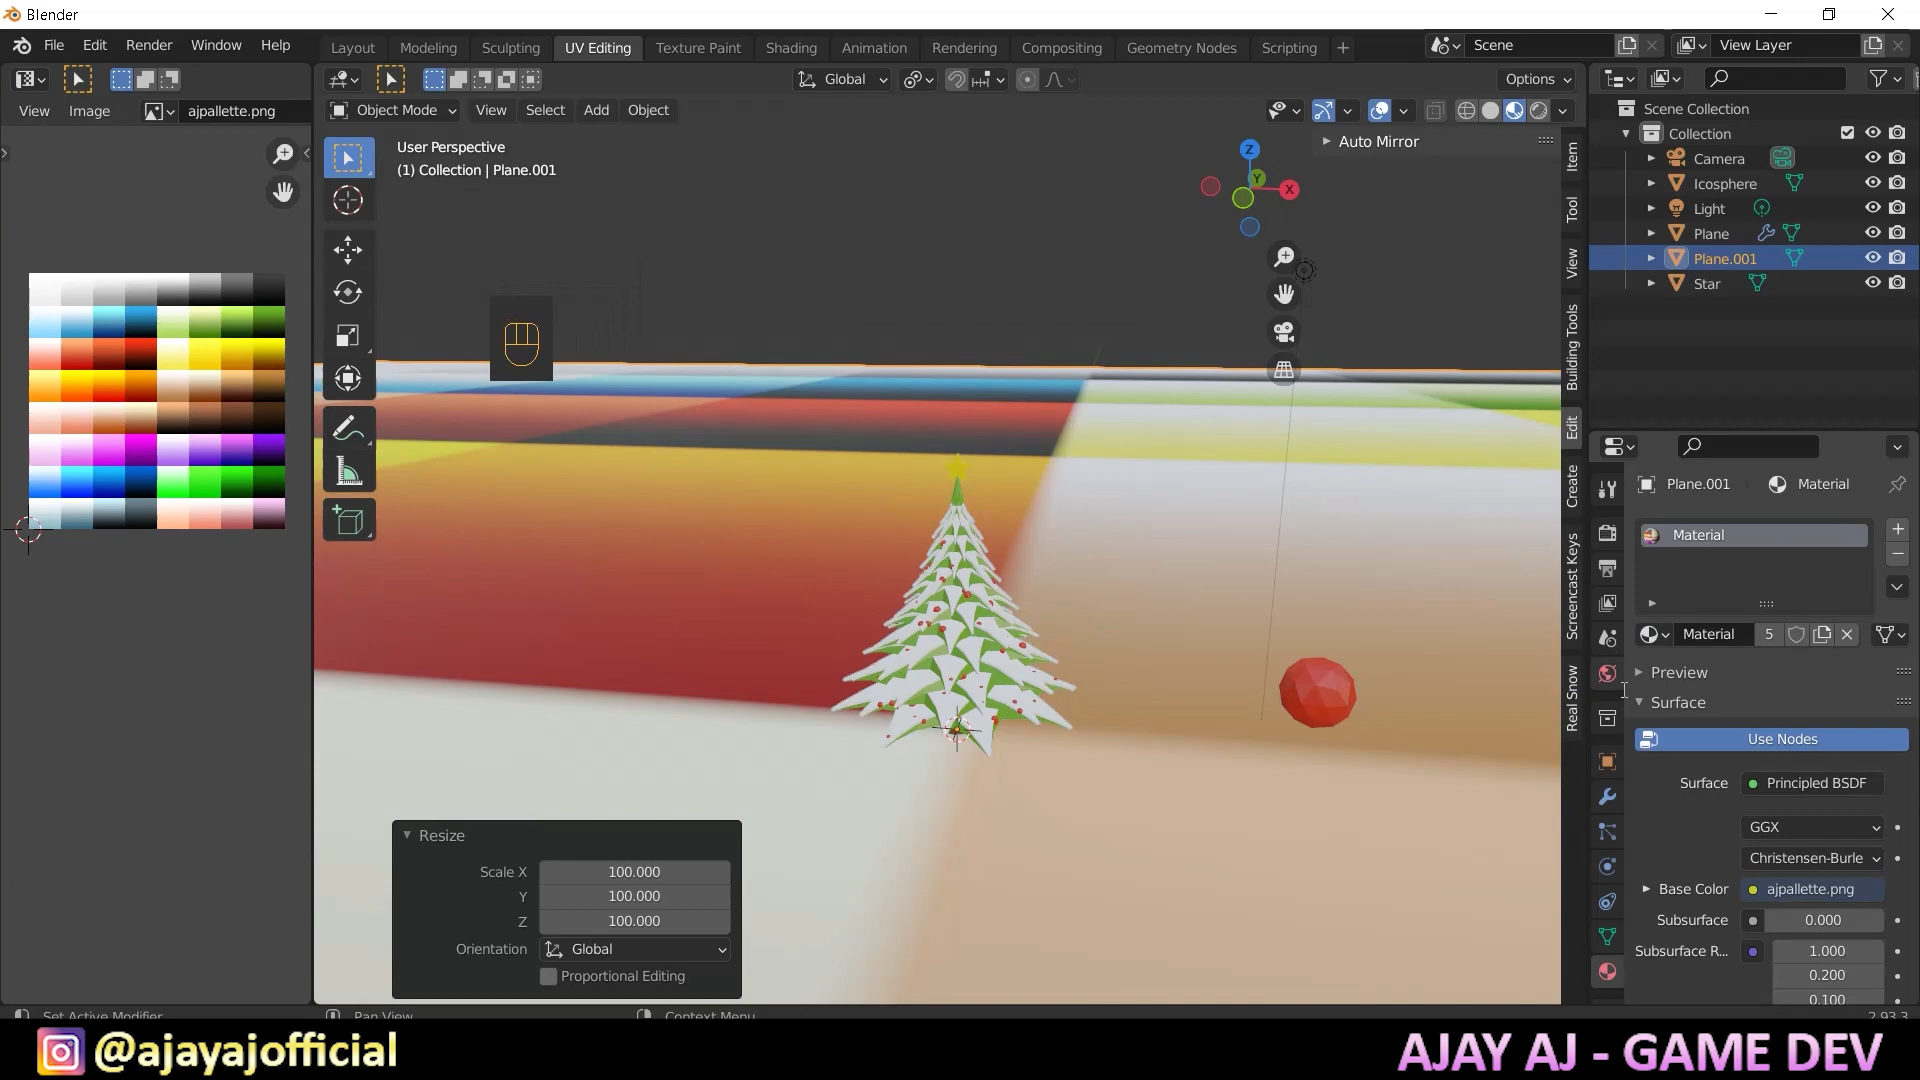 Blender
File Edit Render Window Help
Layout Modeling Sculpting UV Editing Texture Paint Shading Animation Rendering Compositing Geometry Nodes Scripting
Scene
View Layer
Global
Options
View Image ajpallette.png
Object Mode View Select Add Object
User Perspective
(1) Collection | Plane.001
Auto Mirror
Z
Y
X
Item
Tool
View
Building Tools
Edit
Create
Screencast Keys
Real Snow
Scene Collection
Collection
Camera
Icosphere
Light
Plane
Plane.001
Star
Plane.001 Material
Material
Material 5
Preview
Surface
Use Nodes
Surface Principled BSDF
GGX
Christensen-Burle
Base Color ajpallette.png
Subsurface 0.000
Subsurface R... 1.000
0.200
0.100
Resize
Scale X 100.000
Y 100.000
Z 100.000
Orientation Global
Proportional Editing
Set Active Modifier
Pan View
Context Menu
2.93.3
@ajayajofficial
AJAY AJ - GAME DEV